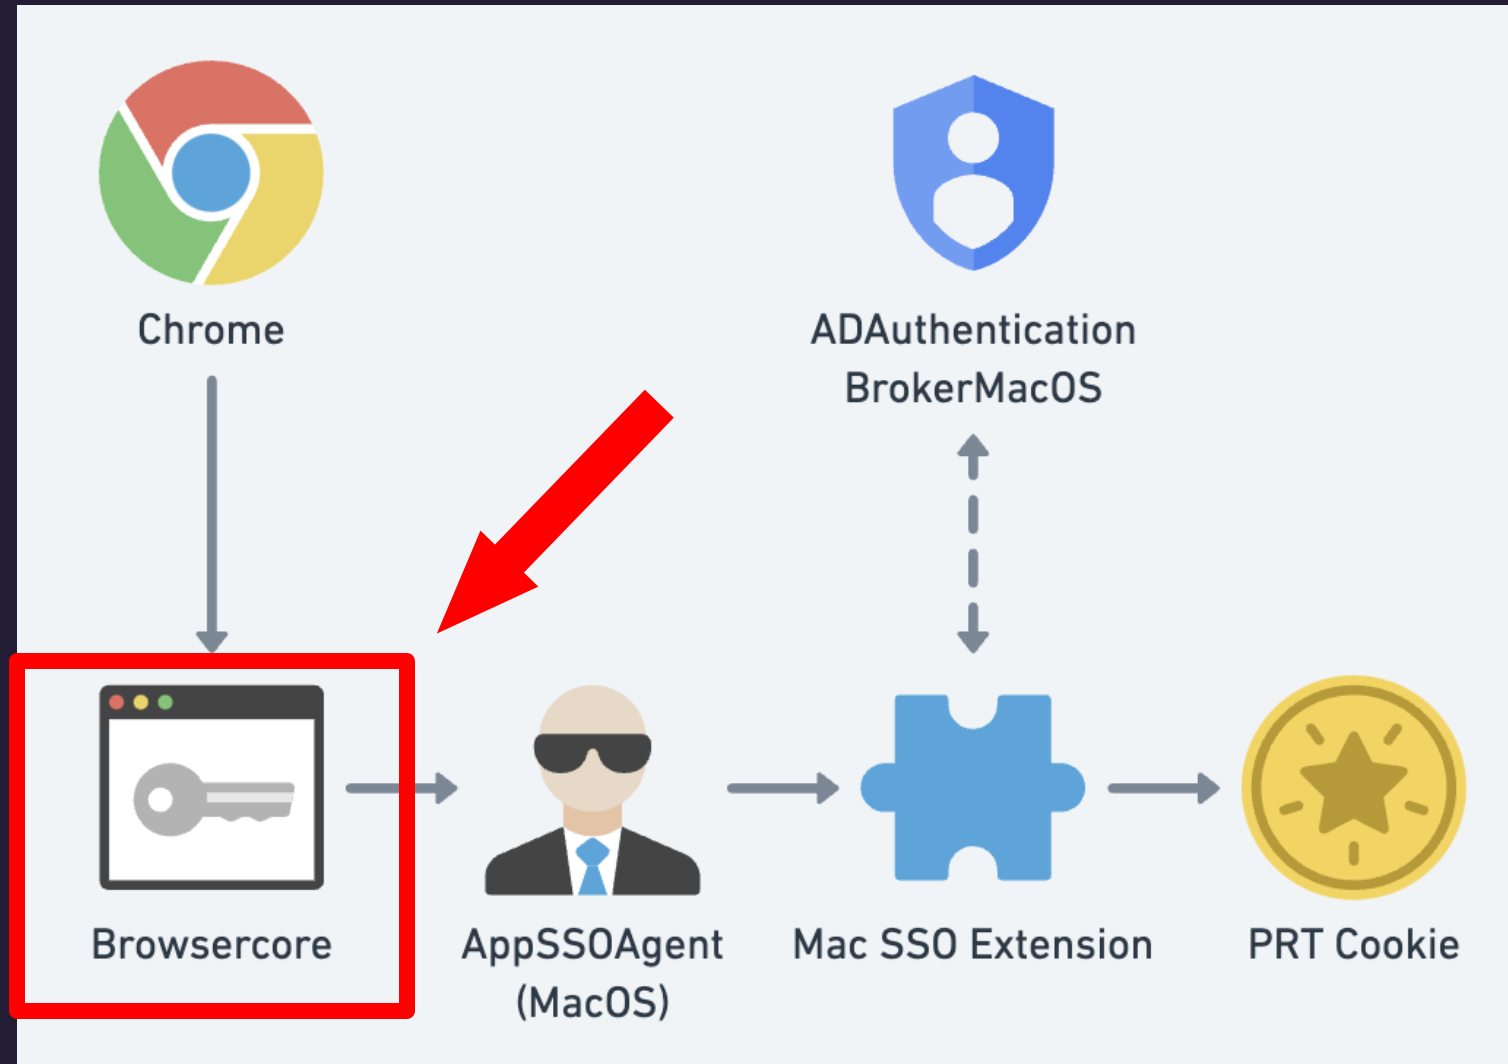 Chrome
ADAuthentication
BrokerMacOS
Browsercore
AppSSOAgent
(MacOS)
Mac SSO Extension
PRT Cookie